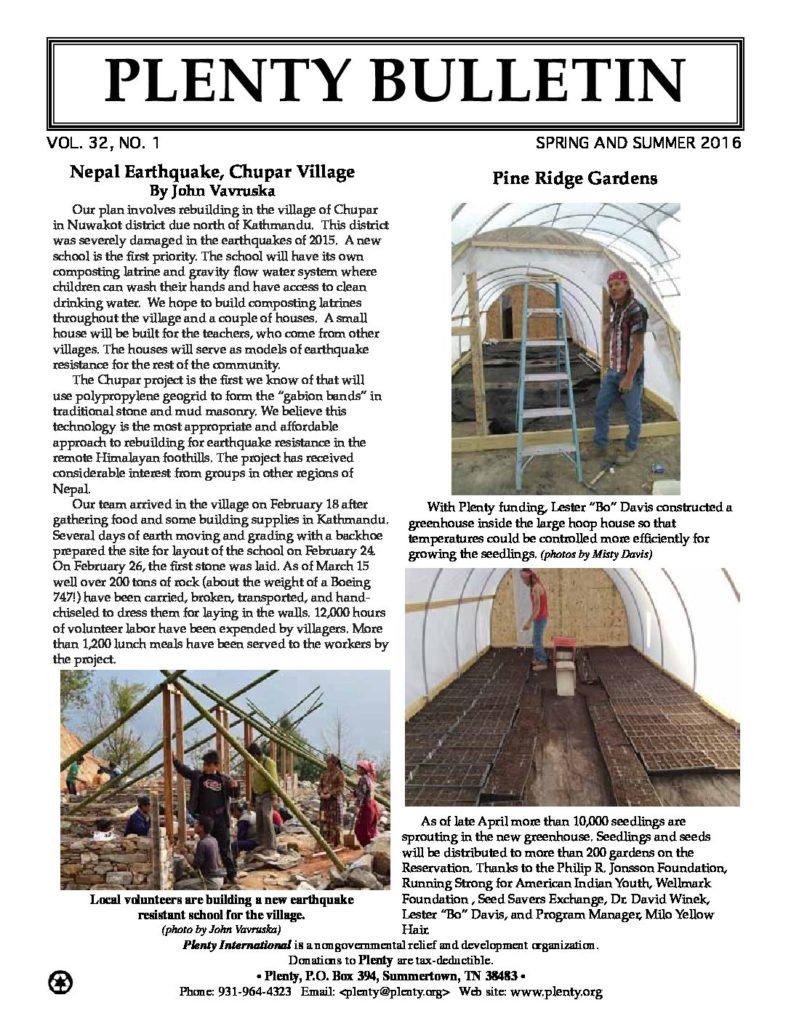 PLENTY BULLETIN
VOL. 32, NO. 1
SPRING AND SUMMER 2016
Nepal Earthquake, Chupar Village
By John Vavruska
Our plan involves rebuilding in the village of Chupar
in Nuwakot district due north of Kathmandu. This district
was severely damaged in the earthquakes of 2015. A new
school is the first priority. The school will have its own
composting latrine and gravity flow water system where
children can wash their hands and have access to clean
drinking water. We hope to build composting latrines
throughout the village and a couple of houses. A small
house will be built for the teachers, who come from other
villages. The houses will serve as models of earthquake
resistance for the rest of the community.
The Chupar project is the first we know of that will
use polypropylene geogrid to form the “gabion bands” in
traditional stone and mud masonry. We believe this
technology is the most appropriate and affordable
approach to rebuilding for earthquake resistance in the
remote Himalayan foothills. The project has received
considerable interest from groups in other regions of
Nepal.
Our team arrived in the village on February 18 after
gathering food and some building supplies in Kathmandu.
Several days of earth moving and grading with a backhoe
prepared the site for layout of the school on February 24.
On February 26, the first stone was laid. As of March 15
well over 200 tons of rock (about the weight of a Boeing
747!) have been carried, broken, transported, and hand-
chiseled to dress them for laying in the walls. 12,000 hours
of volunteer labor have been expended by villagers. More
than 1,200 lunch meals have been served to the workers by
the project.
Local volunteers are building a new earthquake
resistant school for the village.
(photo by John Vavruska)
Pine Ridge Gardens
With Plenty funding, Lester “Bo” Davis constructed a
greenhouse inside the large hoop house so that
temperatures could be controlled more efficiently for
growing the seedlings. (photos by Misty Davis)
As of late April more than 10,000 seedlings are
sprouting in the new greenhouse. Seedlings and seeds
will be distributed to more than 200 gardens on the
Reservation. Thanks to the Philip R. Jonsson Foundation,
Running Strong for American Indian Youth, Wellmark
Foundation , Seed Savers Exchange, Dr. David Winek,
Lester “Bo” Davis, and Program Manager, Milo Yellow
Hair.
Plenty International is a nongovernmental relief and development organization.
Donations to Plenty are tax-deductible.
• Plenty, P.O. Box 394, Summertown, TN 38483 •
Phone: 931-964-4323 Email: <plenty@plenty.org> Web site: www.plenty.org